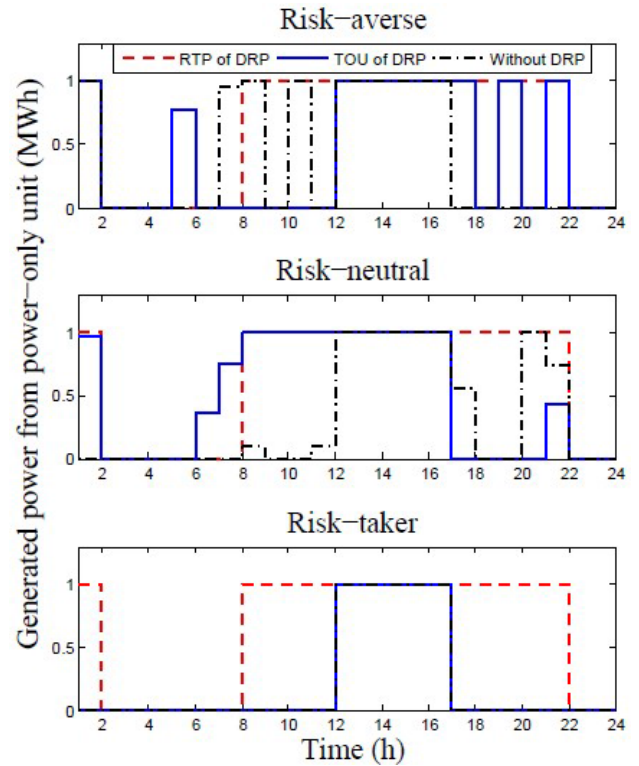 Risk−averse
RTP of DRP TOU of DRP Without DRP
1
0.5
0
2 4 6 8 10 12 14 16 18 20 22 24
Generated power from power−only unit (MWh)
Risk−neutral
1
0.5
0
2 4 6 8 10 12 14 16 18 20 22 24
Risk−taker
1
0.5
0
2 4 6 8 10 12 14 16 18 20 22 24
Time (h)